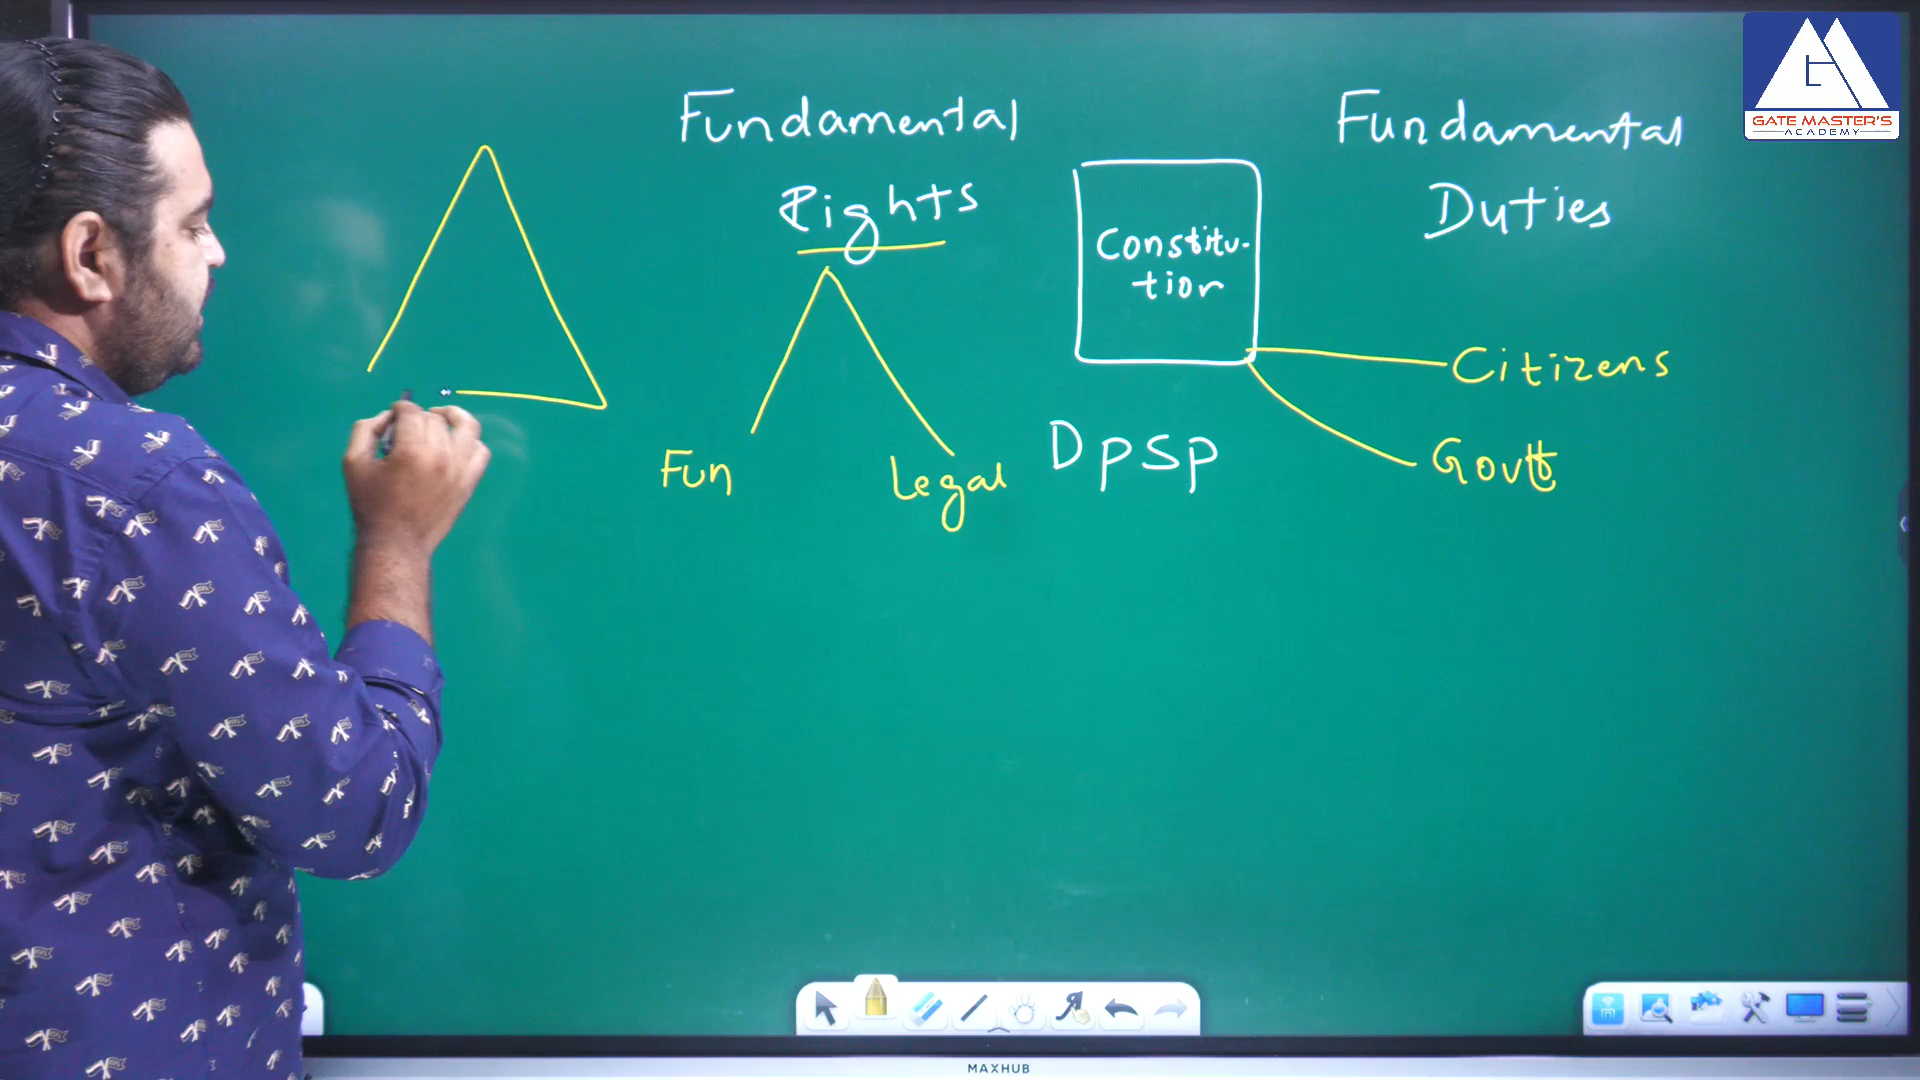 Fundamental
Rights
Fun
Legal
Constitu-
tion
DPSP
Fundamental
Duties
Citizens
Govt
GATE MASTER'S
ACADEMY
MAXHUB